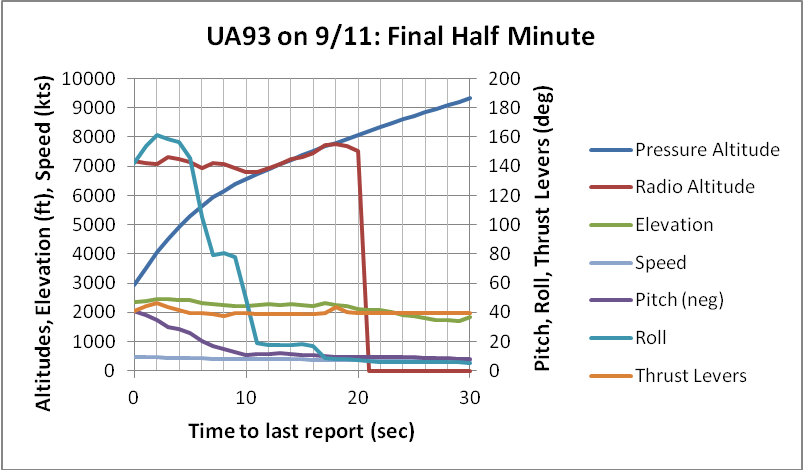 UA93 on 9/11: Final Half Minute
Altitudes, Elevation (ft), Speed (kts)
10000
9000
8000
7000
6000
5000
4000
3000
2000
1000
0
200
180
160
140
120
100
80
60
40
20
0
Pitch, Roll, Thrust Levers (deg)
0
10
20
30
Time to last report (sec)
Pressure Altitude
Radio Altitude
Elevation
Speed
Pitch (neg)
Roll
Thrust Levers